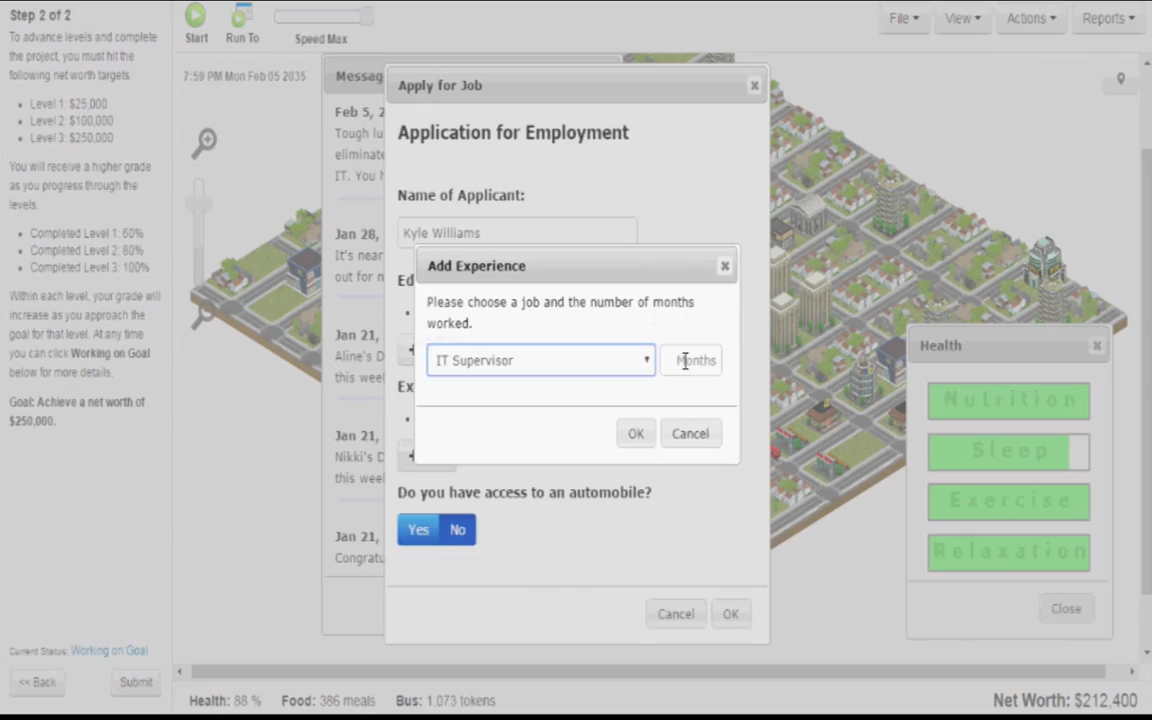 Step 2 of 2
To advance levels and complete
the project, you must hit the
following net worth targets.
Level 1: $25,000
Level 2: $100,000
Level 3: $250,000
You will receive a higher grade
as you progress through the
levels.
Completed Level 1: 60%
Completed Level 2: 80%
Completed Level 3: 100%
Within each level, your grade will
increase as you approach the
goal for that level. At any time
you can click Working on Goal
below for more details.
Goal: Achieve a net worth of
$250,000.
Current Status: Working on Goal
<< Back
Submit
Start
Run To
Speed Max
File
View
Actions
Reports
7:59 PM Mon Feb 05 2035
Messag
Feb 5, 2
Tough lu
eliminate
IT. You h
Jan 28,
It's near
out for n
Jan 21,
Aline's D
this week
Jan 21,
Nikki's D
this week
Jan 21,
Congratu
Apply for Job
Application for Employment
Name of Applicant:
Kyle Williams
Ed
Ex
Add Experience
Please choose a job and the number of months
worked.
IT Supervisor
Months
OK
Cancel
Do you have access to an automobile?
Yes
No
Cancel
OK
Health
Nutrition
Sleep
Exercise
Relaxation
Close
Health: 88 %
Food: 386 meals
Bus: 1,073 tokens
Net Worth: $212,400